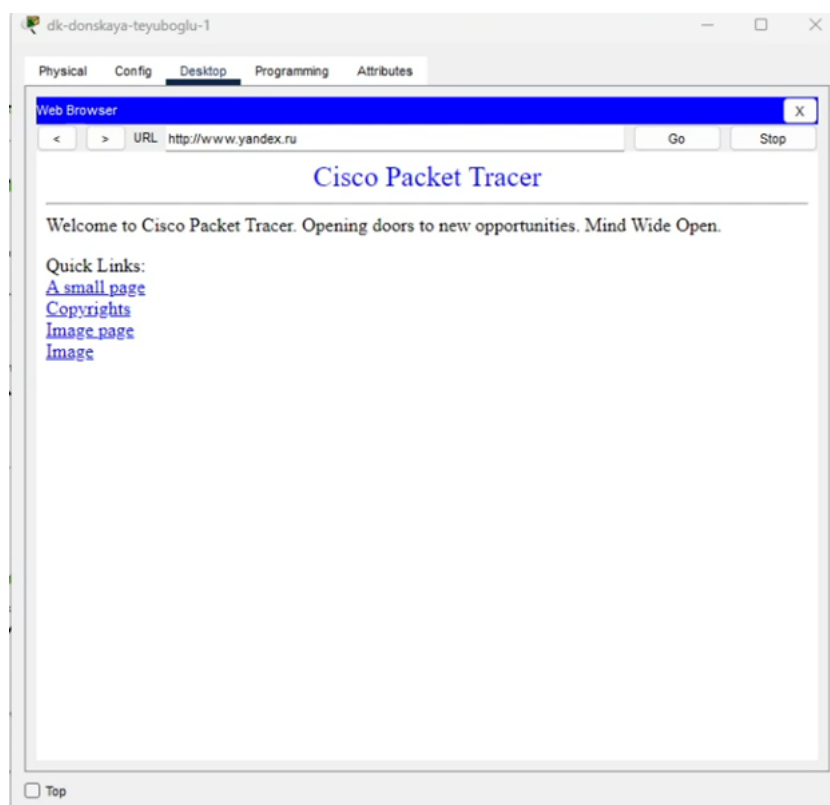 dk-donskaya-teyuboglu-1
Physical Config Desktop Programming Attributes
Web Browser X
< > URL http://www.yandex.ru Go Stop
Cisco Packet Tracer
Welcome to Cisco Packet Tracer. Opening doors to new opportunities. Mind Wide Open.
Quick Links:
A small page
Copyrights
Image page
Image
Top